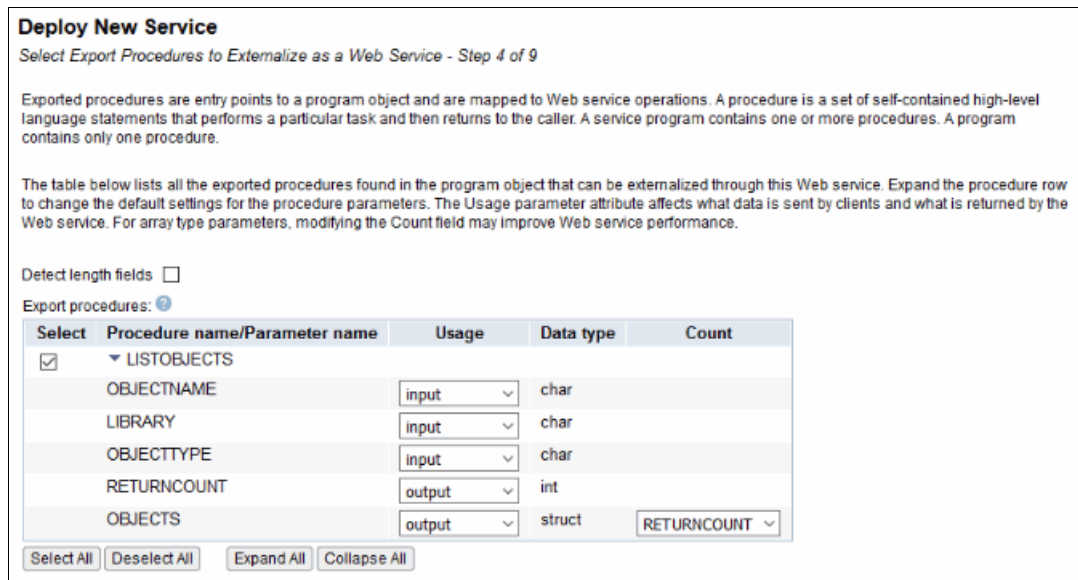 Deploy New Service
Select Export Procedures to Externalize as a Web Service - Step 4 of 9
Exported procedures are entry points to a program object and are mapped to Web service operations. A procedure is a set of self-contained high-level
language statements that performs a particular task and then returns to the caller. A service program contains one or more procedures. A program
contains only one procedure.
The table below lists all the exported procedures found in the program object that can be externalized through this Web service. Expand the procedure row
to change the default settings for the procedure parameters. The Usage parameter attribute affects what data is sent by clients and what is returned by the
Web service. For array type parameters, modifying the Count field may improve Web service performance.
Detect length fields
Export procedures: ?
Select Procedure name/Parameter name Usage Data type Count
LISTOBJECTS
OBJECTNAME input char
LIBRARY input char
OBJECTTYPE input char
RETURNCOUNT output int
OBJECTS output struct RETURNCOUNT
Select All Deselect All Expand All Collapse All